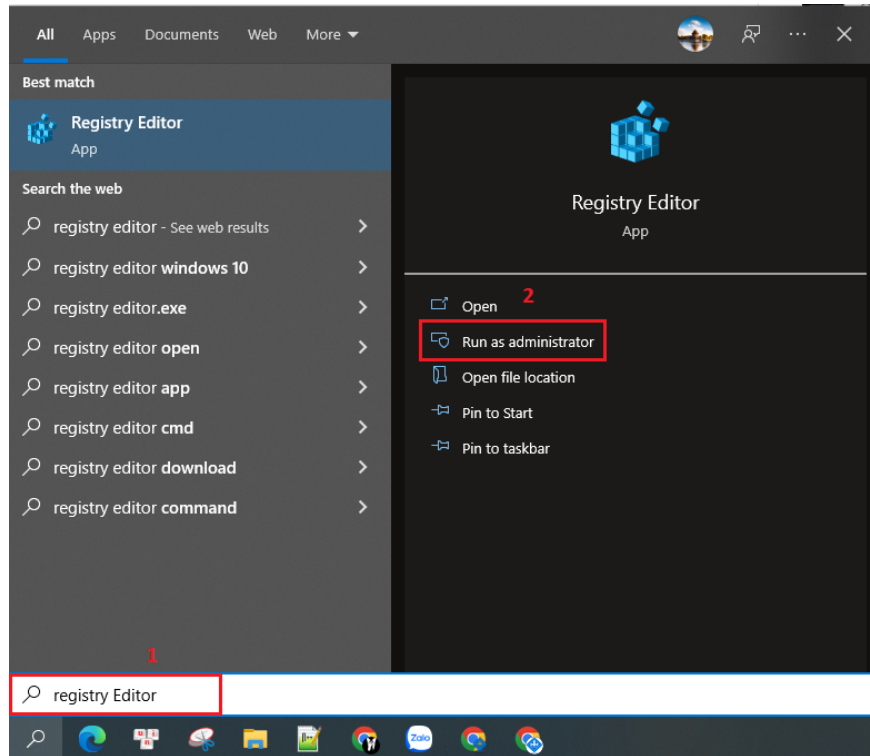 All Apps Documents Web More
Best match
Registry Editor
App
Search the web
registry editor - See web results
registry editor windows 10
registry editor.exe
registry editor open
registry editor app
registry editor cmd
registry editor download
registry editor command
Registry Editor
App
Open 2
Run as administrator
Open file location
Pin to Start
Pin to taskbar
1
registry Editor
Zalo